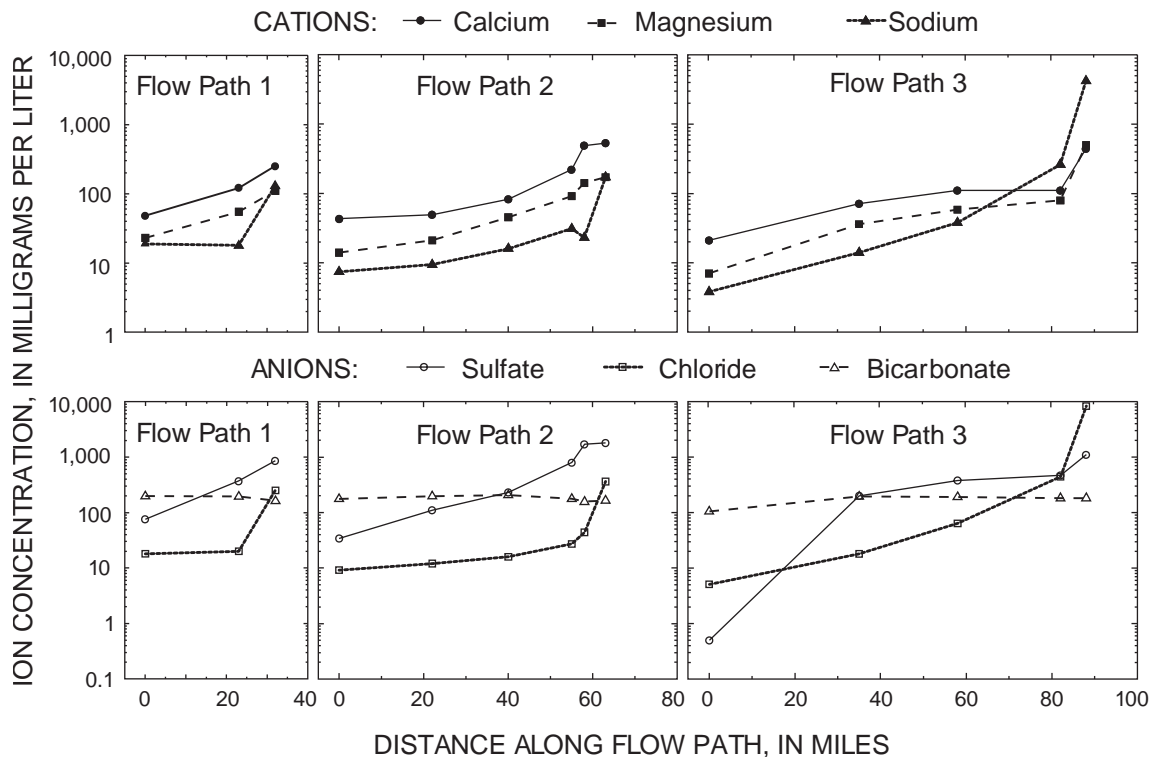 CATIONS: Calcium Magnesium Sodium
ION CONCENTRATION, IN MILLIGRAMS PER LITER
10,000
1,000
100
10
1
Flow Path 1
Flow Path 2
Flow Path 3
ANIONS: Sulfate Chloride Bicarbonate
10,000
1,000
100
10
1
0.1
Flow Path 1
Flow Path 2
Flow Path 3
0 20 40 0 20 40 60 80 0 20 40 60 80 100
DISTANCE ALONG FLOW PATH, IN MILES